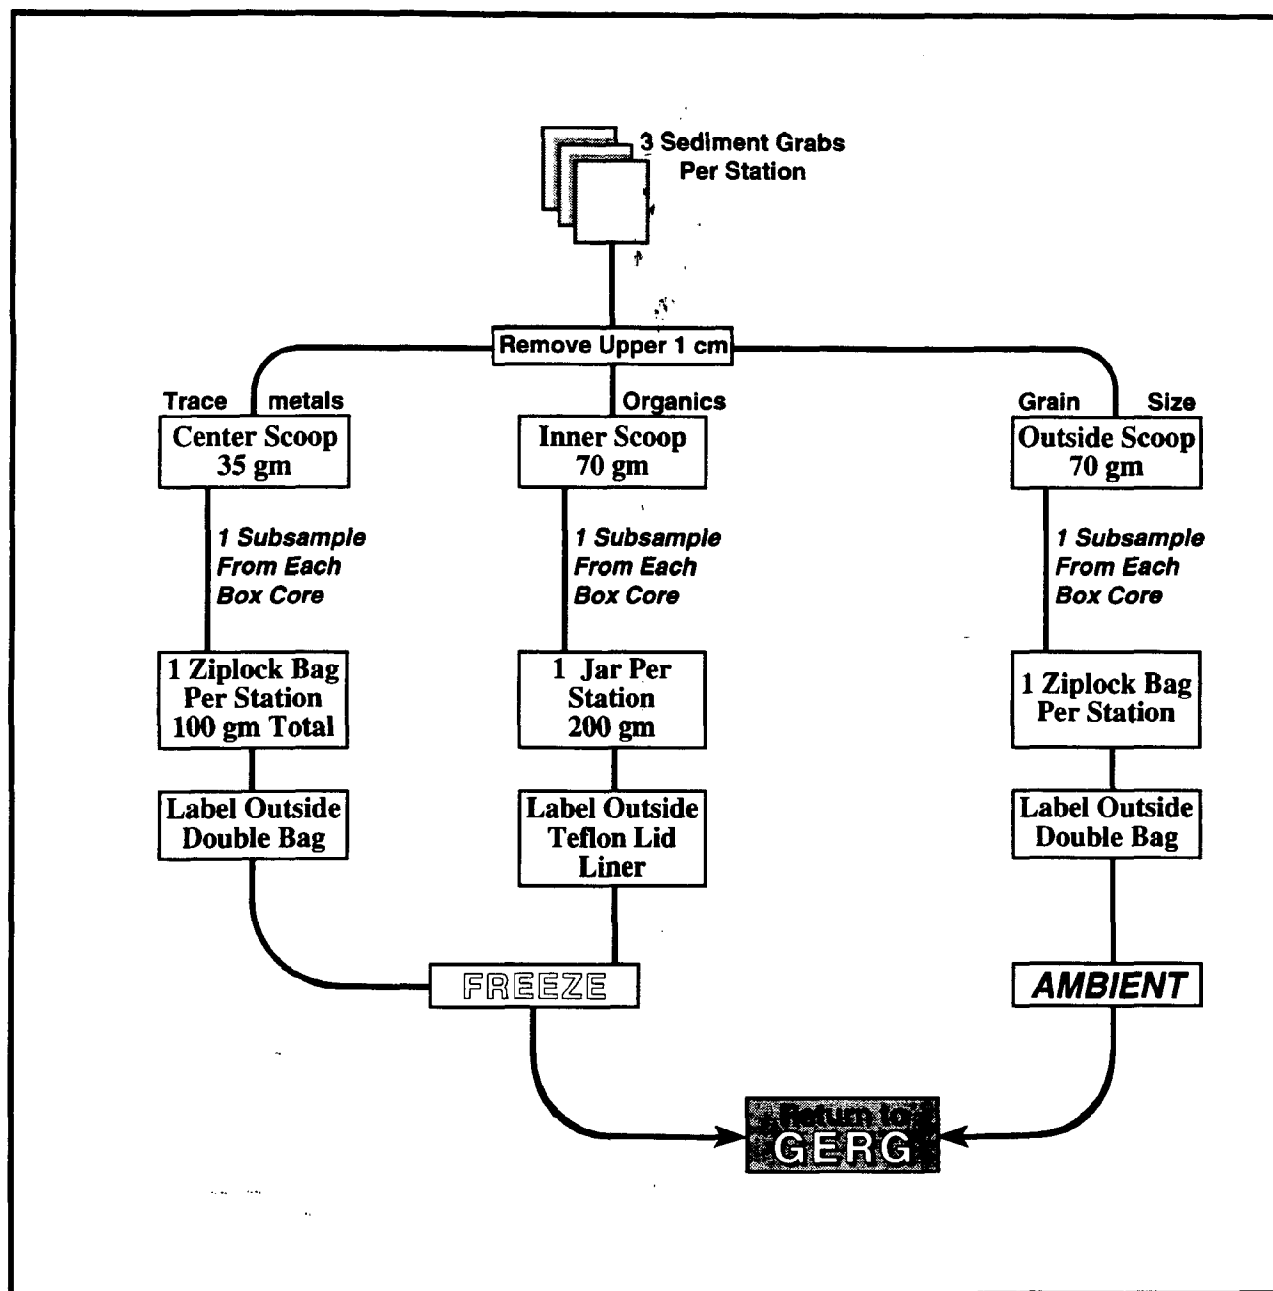 3 Sediment Grabs
Per Station
Remove Upper 1 cm
Trace metals
Center Scoop
35 gm
1 Subsample
From Each
Box Core
1 Ziplock Bag
Per Station
100 gm Total
Label Outside
Double Bag
Organics
Inner Scoop
70 gm
1 Subsample
From Each
Box Core
1 Jar Per
Station
200 gm
Label Outside
Teflon Lid
Liner
FREEZE
Grain Size
Outside Scoop
70 gm
1 Subsample
From Each
Box Core
1 Ziplock Bag
Per Station
Label Outside
Double Bag
AMBIENT
Return to
GERG